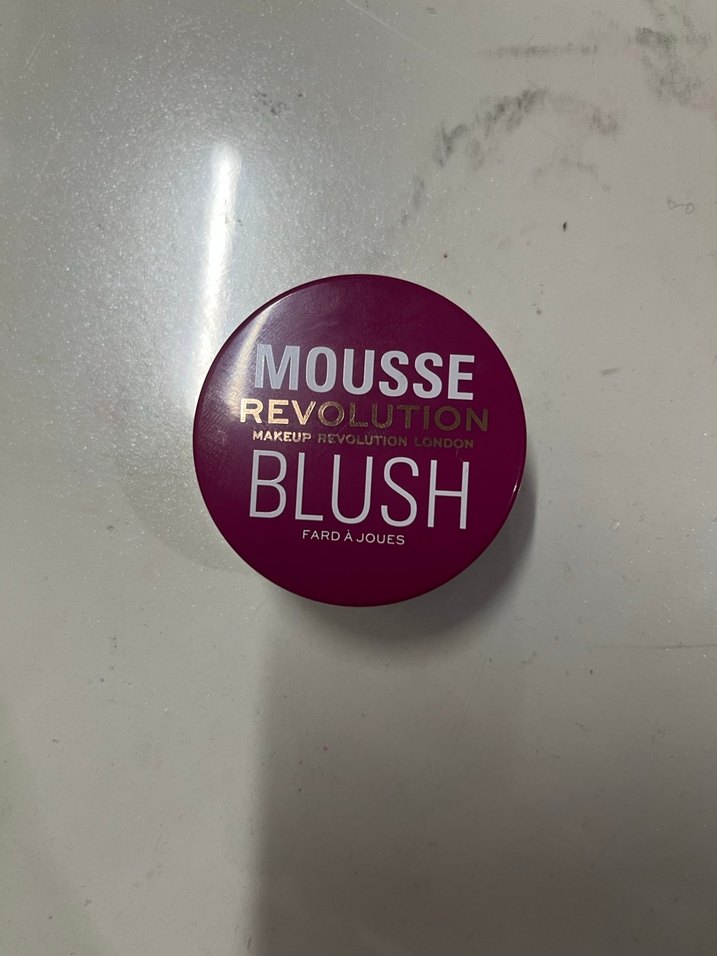 MOUSSE
REVOLUTION
MAKEUP REVOLUTION LONDON
BLUSH
FARD À JOUES